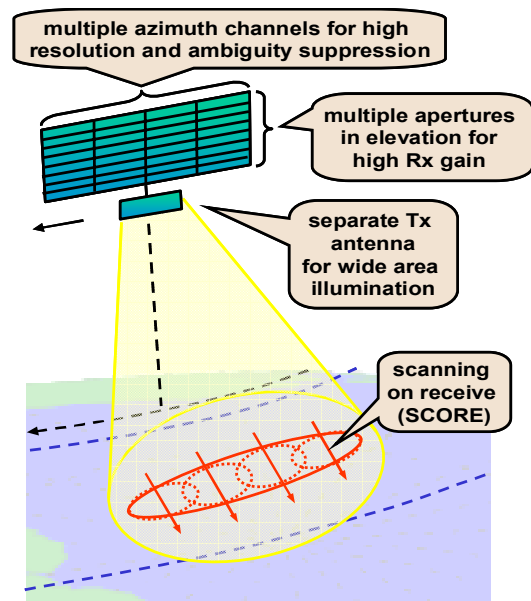 multiple azimuth channels for high
resolution and ambiguity suppression
multiple apertures
in elevation for
high Rx gain
separate Tx
antenna
for wide area
illumination
scanning
on receive
(SCORE)